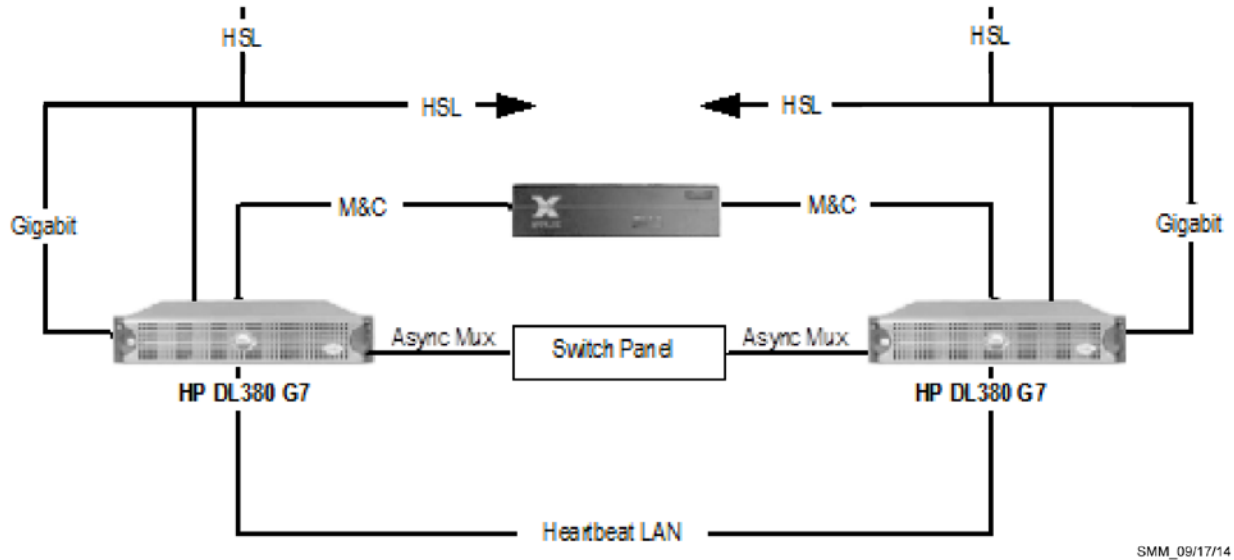 HSL HSL
HSL HSL
M&C M&C
Gigabit Gigabit
X
Async Mux Switch Panel Async Mux
HP DL380 G7 HP DL380 G7
Heartbeat LAN
SMM_09/17/14